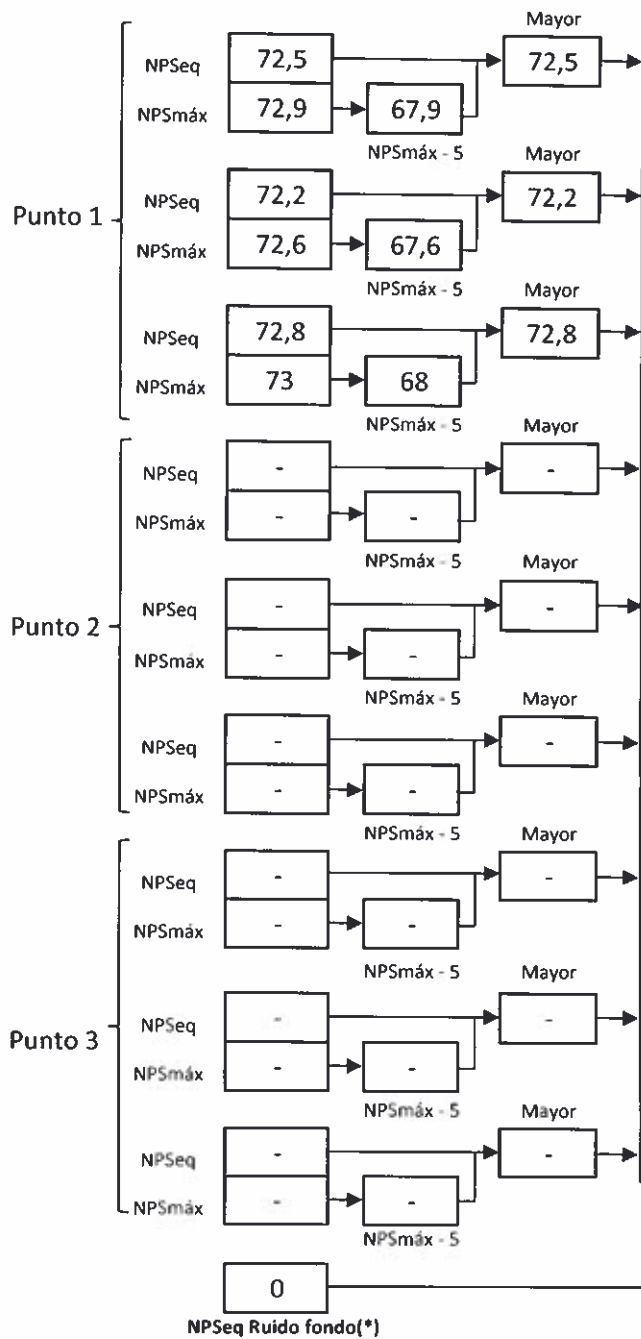 Mayor
NPSeq 72,5 72,5
NPSmáx 72,9 67,9
NPSmáx - 5
Mayor
NPSeq 72,2 72,2
Punto 1
NPSmáx 72,6 67,6
NPSmáx - 5
Mayor
NPSeq 72,8 72,8
NPSmáx 73 68
NPSmáx - 5
Mayor
NPSeq - -
NPSmáx - -
NPSmáx - 5
Mayor
NPSeq - -
Punto 2
NPSmáx - -
NPSmáx - 5
Mayor
NPSeq - -
NPSmáx - -
NPSmáx - 5
Mayor
NPSeq - -
NPSmáx - -
NPSmáx - 5
Mayor
NPSeq - -
Punto 3
NPSmáx - -
NPSmáx - 5
Mayor
NPSeq - -
NPSmáx - -
NPSmáx - 5
0
NPSeq Ruido fondo(*)